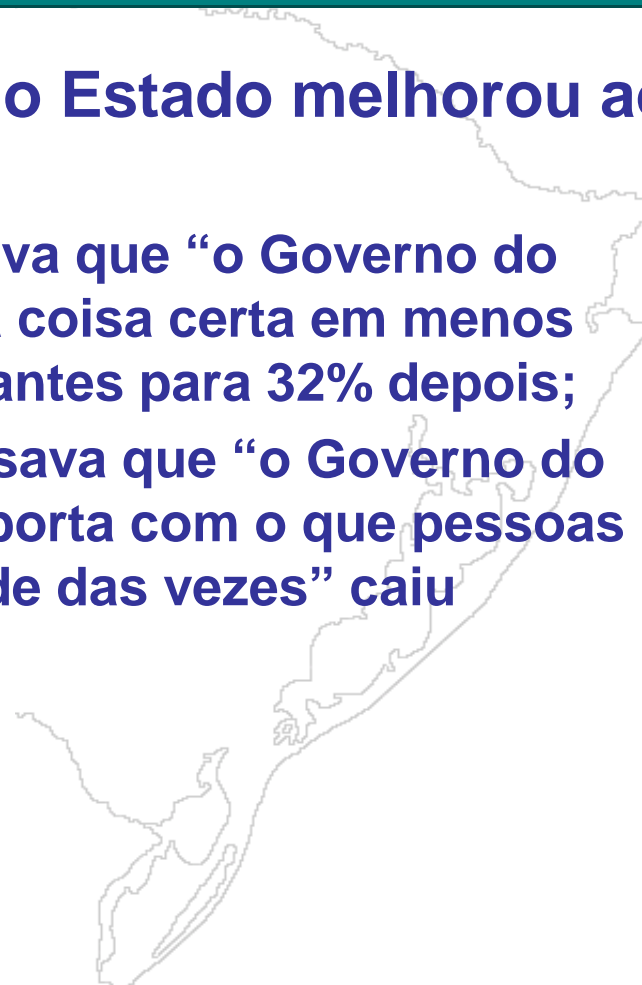 o Estado melhorou
va que “o Governo do
coisa certa em menos
antes para 32% depois;
sava que “o Governo do
porta com o que pessoas
de das vezes” caiu